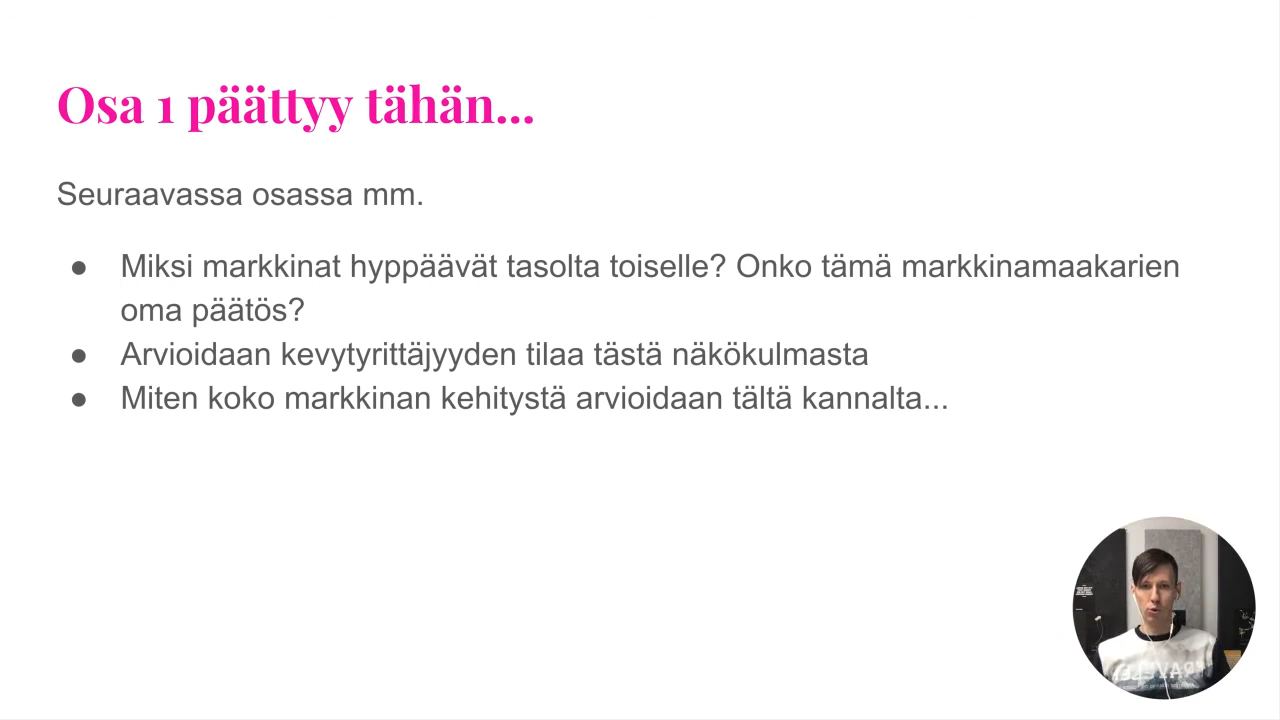 Osa 1 päättyy tähän...
Seuraavassa osassa mm.
● Miksi markkinat hyppäävät tasolta toiselle? Onko tämä markkinamaakarien
oma päätös?
● Arvioidaan kevytyrittäjyyden tilaa tästä näkökulmasta
● Miten koko markkinan kehitystä arvioidaan tältä kannalta...